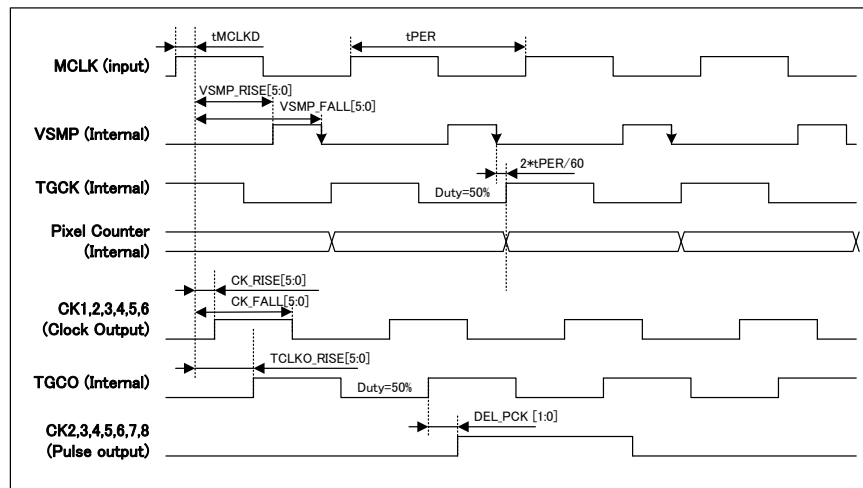 tMCLKD
tPER
MCLK (input)
VSMP_RISE[5:0]
VSMP_FALL[5:0]
VSMP (Internal)
2*tPER/60
TGCK (Internal)
Duty=50%
Pixel Counter
(Internal)
CK_RISE[5:0]
CK_FALL[5:0]
CK1,2,3,4,5,6
(Clock Output)
TCLKO_RISE[5:0]
TGCO (Internal)
Duty=50%
DEL_PCK [1:0]
CK2,3,4,5,6,7,8
(Pulse output)